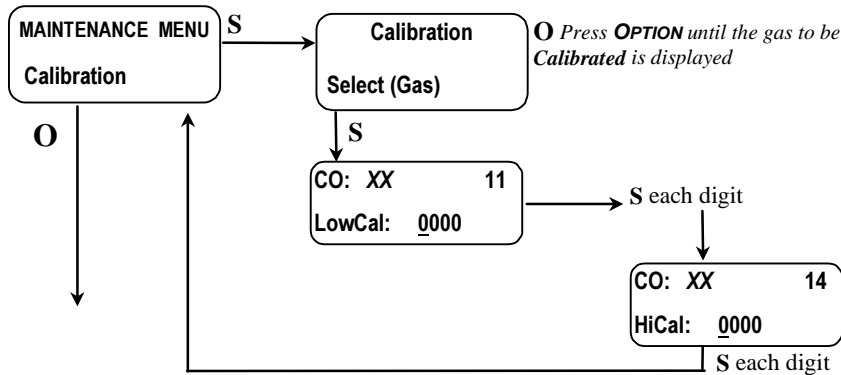 MAINTENANCE MENU
Calibration
S
Calibration
Select (Gas)
O Press OPTION until the gas to be
Calibrated is displayed
O
S
CO: XX 11
LowCal: 0000
S each digit
CO: XX 14
HiCal: 0000
S each digit